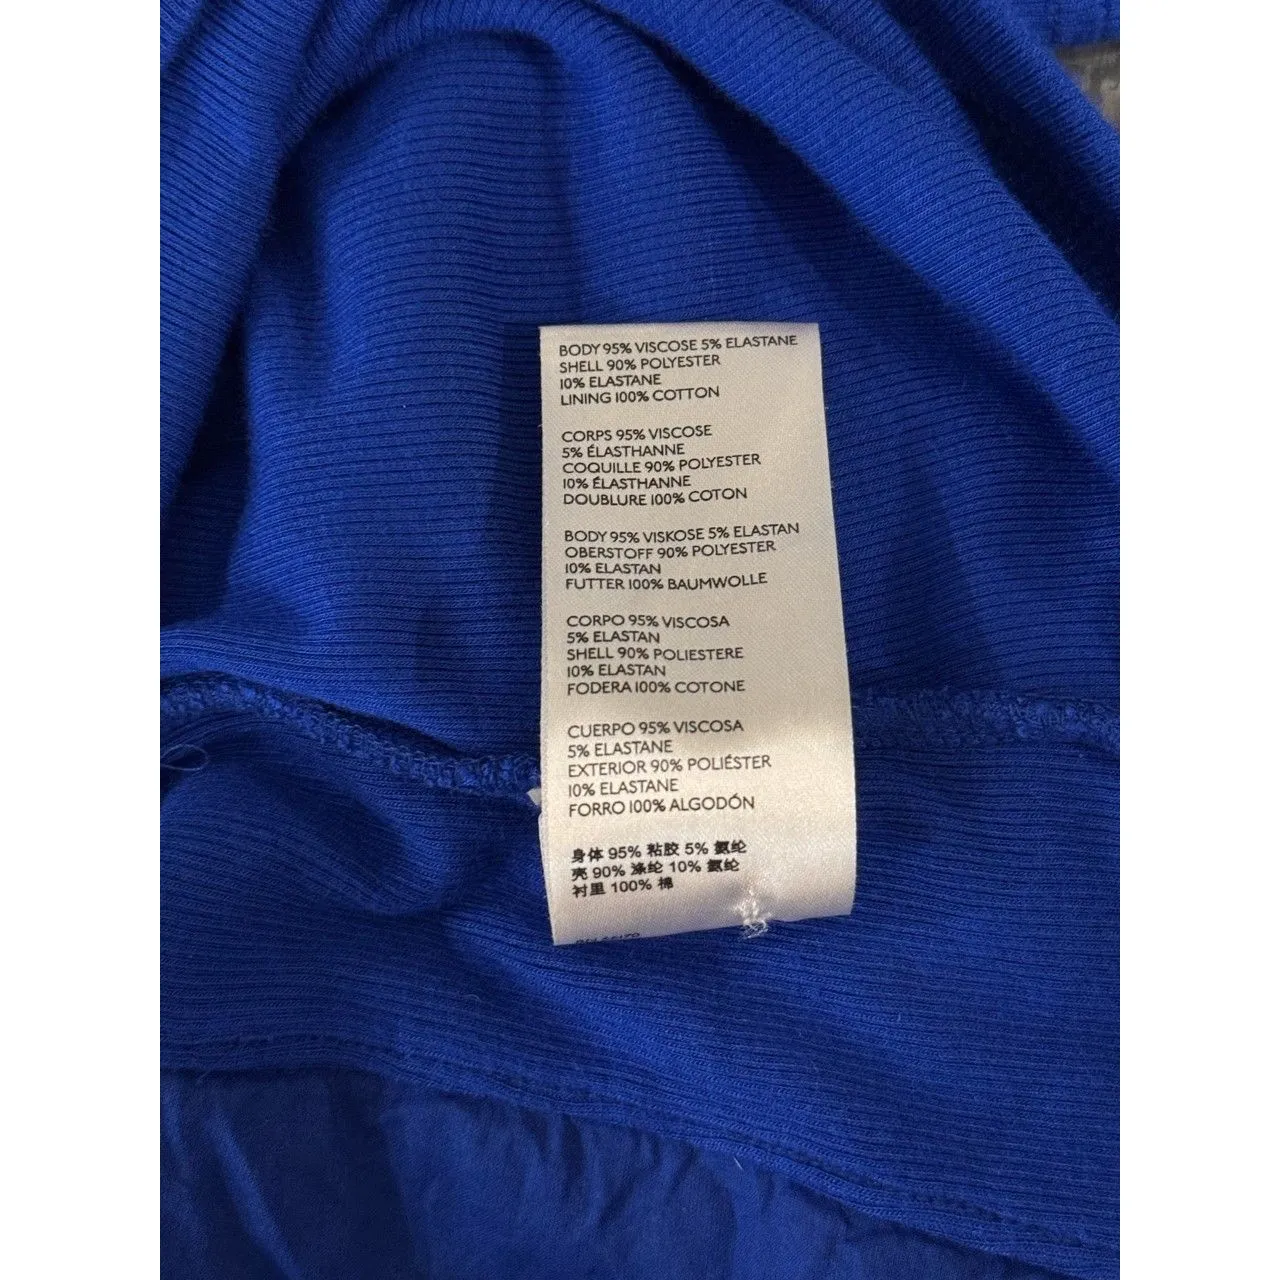 BODY 95% VISCOSE 5% ELASTANE
SHELL 90% POLYESTER
10% ELASTANE
LINING 100% COTTON
CORPS 95% VISCOSE
5% ÉLASTHANNE
COQUILLE 90% POLYESTER
10% ÉLASTHANNE
DOUBLURE 100% COTON
BODY 95% VISKOSE 5% ELASTAN
OBERSTOFF 90% POLYESTER
10% ELASTAN
FUTTER 100% BAUMWOLLE
CORPO 95% VISCOSA
5% ELASTAN
SHELL 90% POLIESTERE
10% ELASTAN
FODERA 100% COTONE
CUERPO 95% VISCOSA
5% ELASTANE
EXTERIOR 90% POLIÉSTER
10% ELASTANE
FORRO 100% ALGODÓN
身体 95% 粘胶 5% 氨纶
壳 90% 涤纶 10% 氨纶
衬里 100% 棉